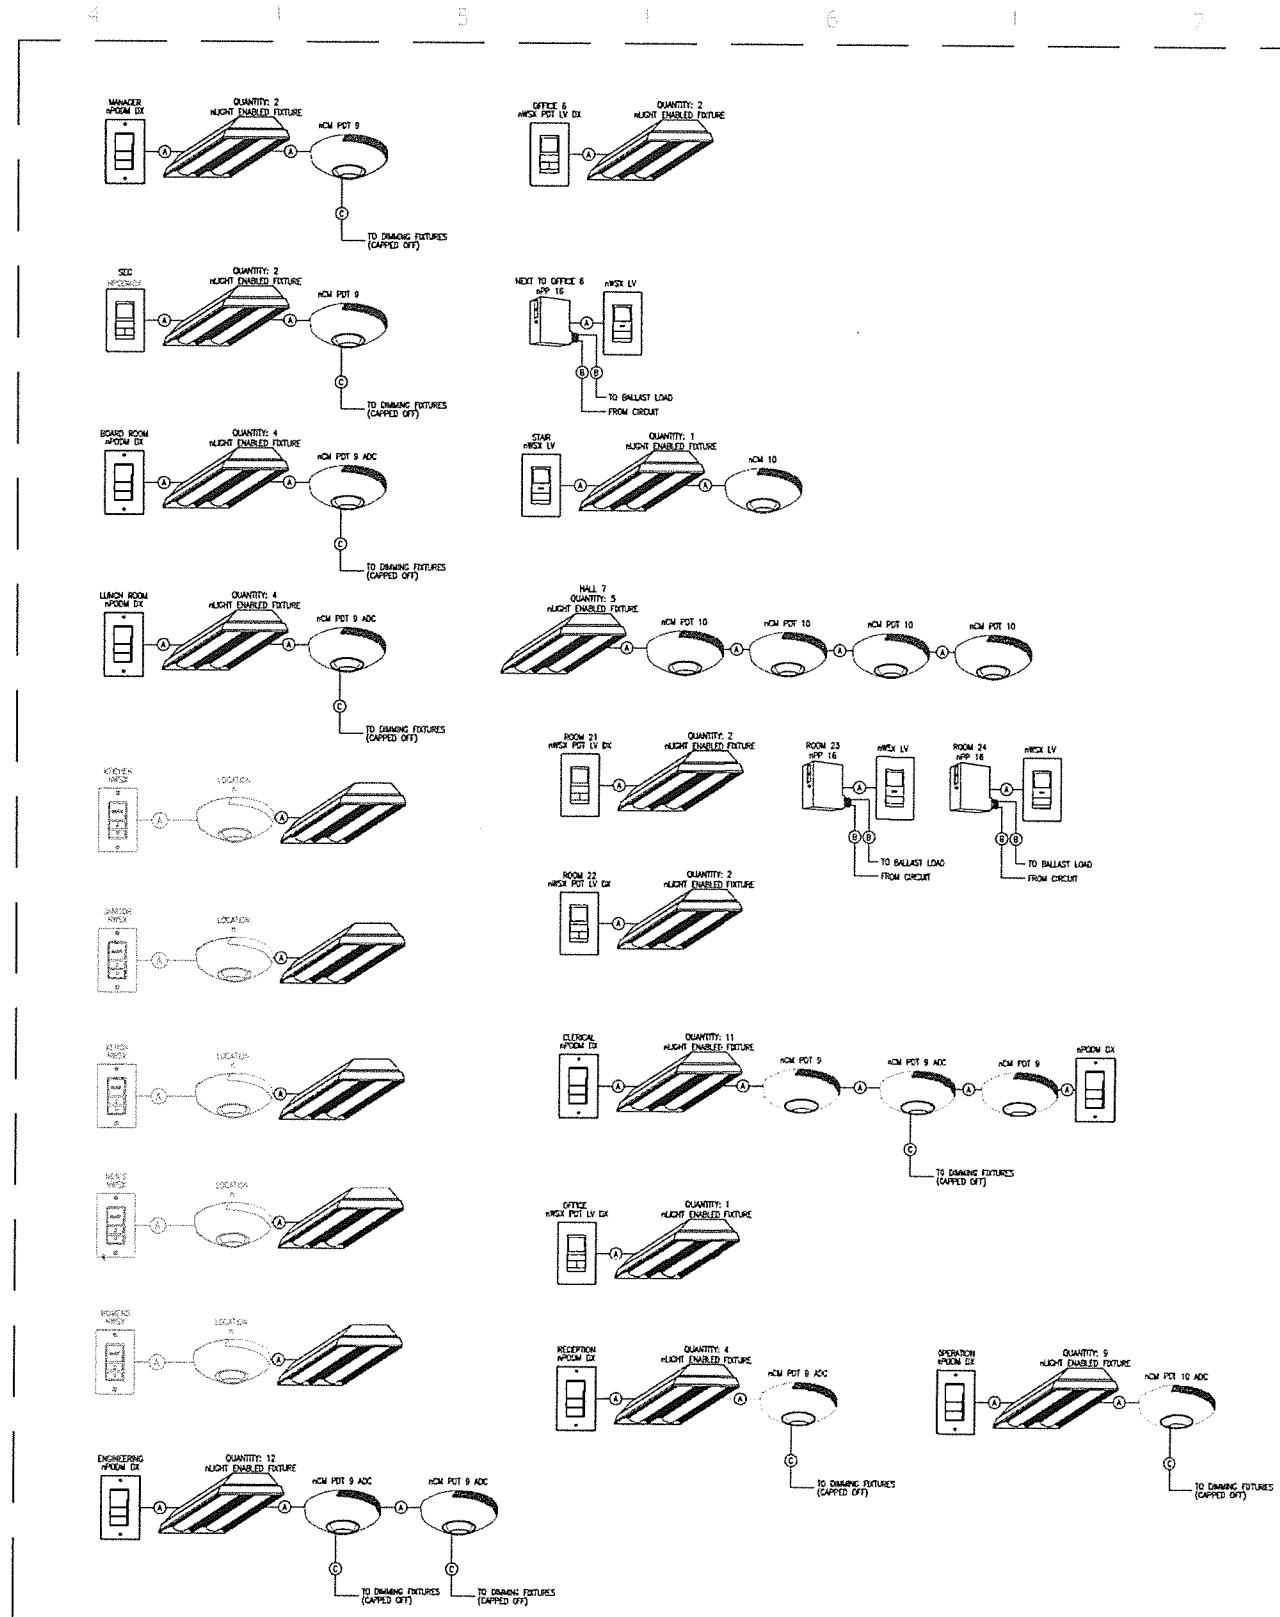 4 5 6 7
MANAGER
nPODM DX
QUANTITY: 2
nLIGHT ENABLED FIXTURE
nCM PDT 9
A
A
C
TO DIMMING FIXTURES
(CAPPED OFF)
OFFICE 6
nWSX PDT LV DX
QUANTITY: 2
nLIGHT ENABLED FIXTURE
A
SEC
nPODM DX
QUANTITY: 2
nLIGHT ENABLED FIXTURE
nCM PDT 9
A
A
C
TO DIMMING FIXTURES
(CAPPED OFF)
NEXT TO OFFICE 6
nPP 16
nWSX LV
A
B B
TO BALLAST LOAD
FROM CIRCUIT
BOARD ROOM
nPODM DX
QUANTITY: 4
nLIGHT ENABLED FIXTURE
nCM PDT 9 ADC
A
A
C
TO DIMMING FIXTURES
(CAPPED OFF)
STAIR
nWSX LV
QUANTITY: 1
nLIGHT ENABLED FIXTURE
nCM 10
A
A
LUNCH ROOM
nPODM DX
QUANTITY: 4
nLIGHT ENABLED FIXTURE
nCM PDT 9 ADC
A
A
C
TO DIMMING FIXTURES
(CAPPED OFF)
HALL 7
QUANTITY: 5
nLIGHT ENABLED FIXTURE
nCM PDT 10
nCM PDT 10
nCM PDT 10
nCM PDT 10
A
A
A
A
KITCHEN
NWSX
LOCATION
n
A
A
ROOM 21
nWSX PDT LV DX
QUANTITY: 2
nLIGHT ENABLED FIXTURE
A
ROOM 23
nPP 16
nWSX LV
A
B B
TO BALLAST LOAD
FROM CIRCUIT
ROOM 24
nPP 16
nWSX LV
A
B B
TO BALLAST LOAD
FROM CIRCUIT
JANITOR
NWSX
LOCATION
n
A
A
ROOM 22
nWSX PDT LV DX
QUANTITY: 2
nLIGHT ENABLED FIXTURE
A
XEROX
NWSX
LOCATION
n
A
A
CLERICAL
nPODM DX
QUANTITY: 11
nLIGHT ENABLED FIXTURE
nCM PDT 9
nCM PDT 9 ADC
nCM PDT 9
nPODM DX
A
A
A
A
A
C
TO DIMMING FIXTURES
(CAPPED OFF)
MEN'S
NWSX
LOCATION
n
A
A
OFFICE
nWSX PDT LV DX
QUANTITY: 1
nLIGHT ENABLED FIXTURE
A
WOMENS
NWSX
LOCATION
n
A
A
RECEPTION
nPODM DX
QUANTITY: 4
nLIGHT ENABLED FIXTURE
nCM PDT 9 ADC
A
A
C
TO DIMMING FIXTURES
(CAPPED OFF)
OPERATION
nPODM DX
QUANTITY: 9
nLIGHT ENABLED FIXTURE
nCM PDT 10 ADC
A
A
C
TO DIMMING FIXTURES
(CAPPED OFF)
ENGINEERING
nPODM DX
QUANTITY: 12
nLIGHT ENABLED FIXTURE
nCM PDT 9 ADC
nCM PDT 9 ADC
A
A
A
C
C
TO DIMMING FIXTURES
(CAPPED OFF)
TO DIMMING FIXTURES
(CAPPED OFF)